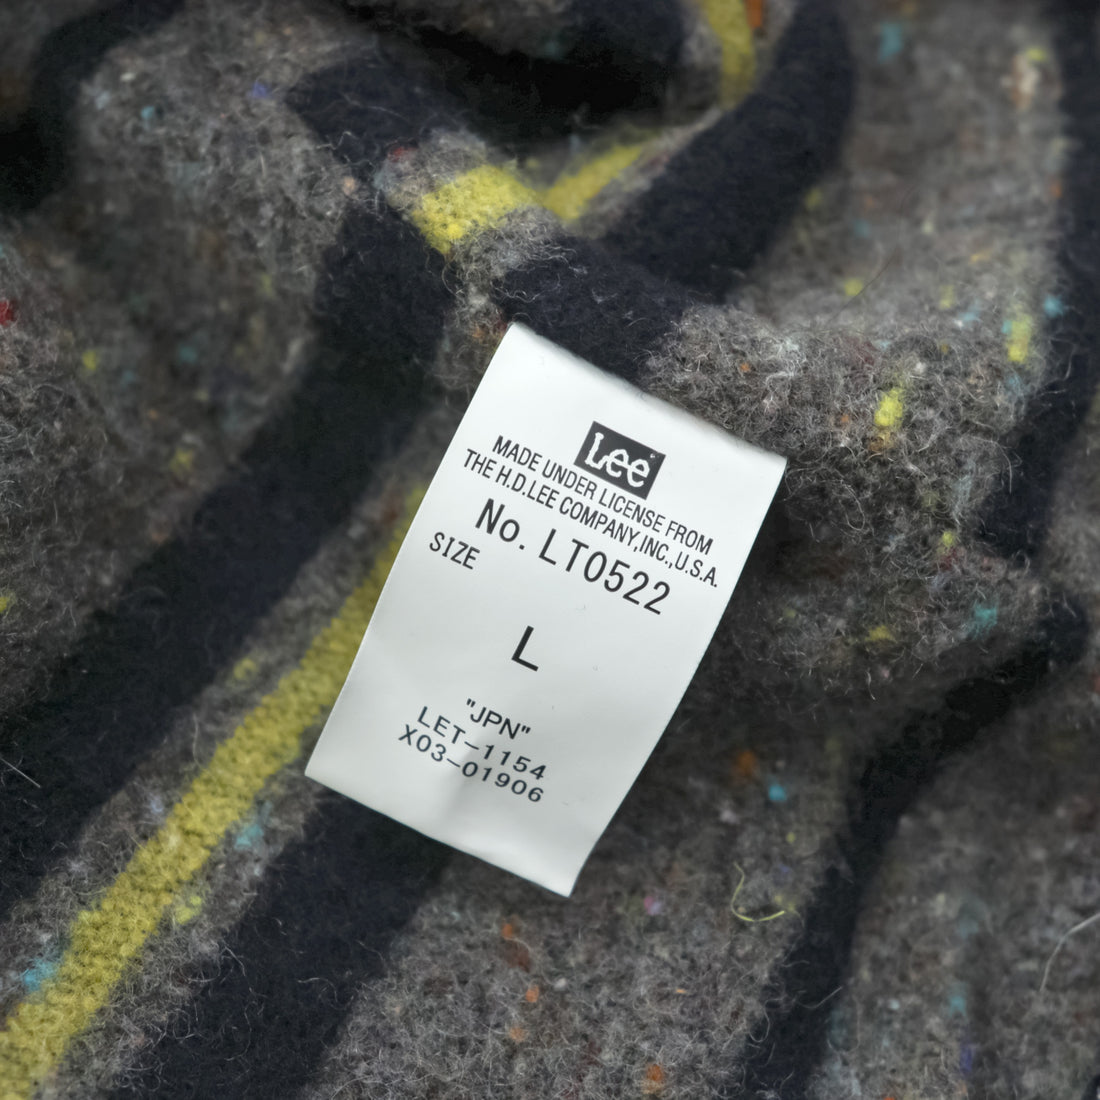 Lee
MADE UNDER LICENSE FROM
THE H.D.LEE COMPANY,INC.,U.S.A.
No. LT0522
SIZE
L
"JPN"
LET-1154
X03-01906